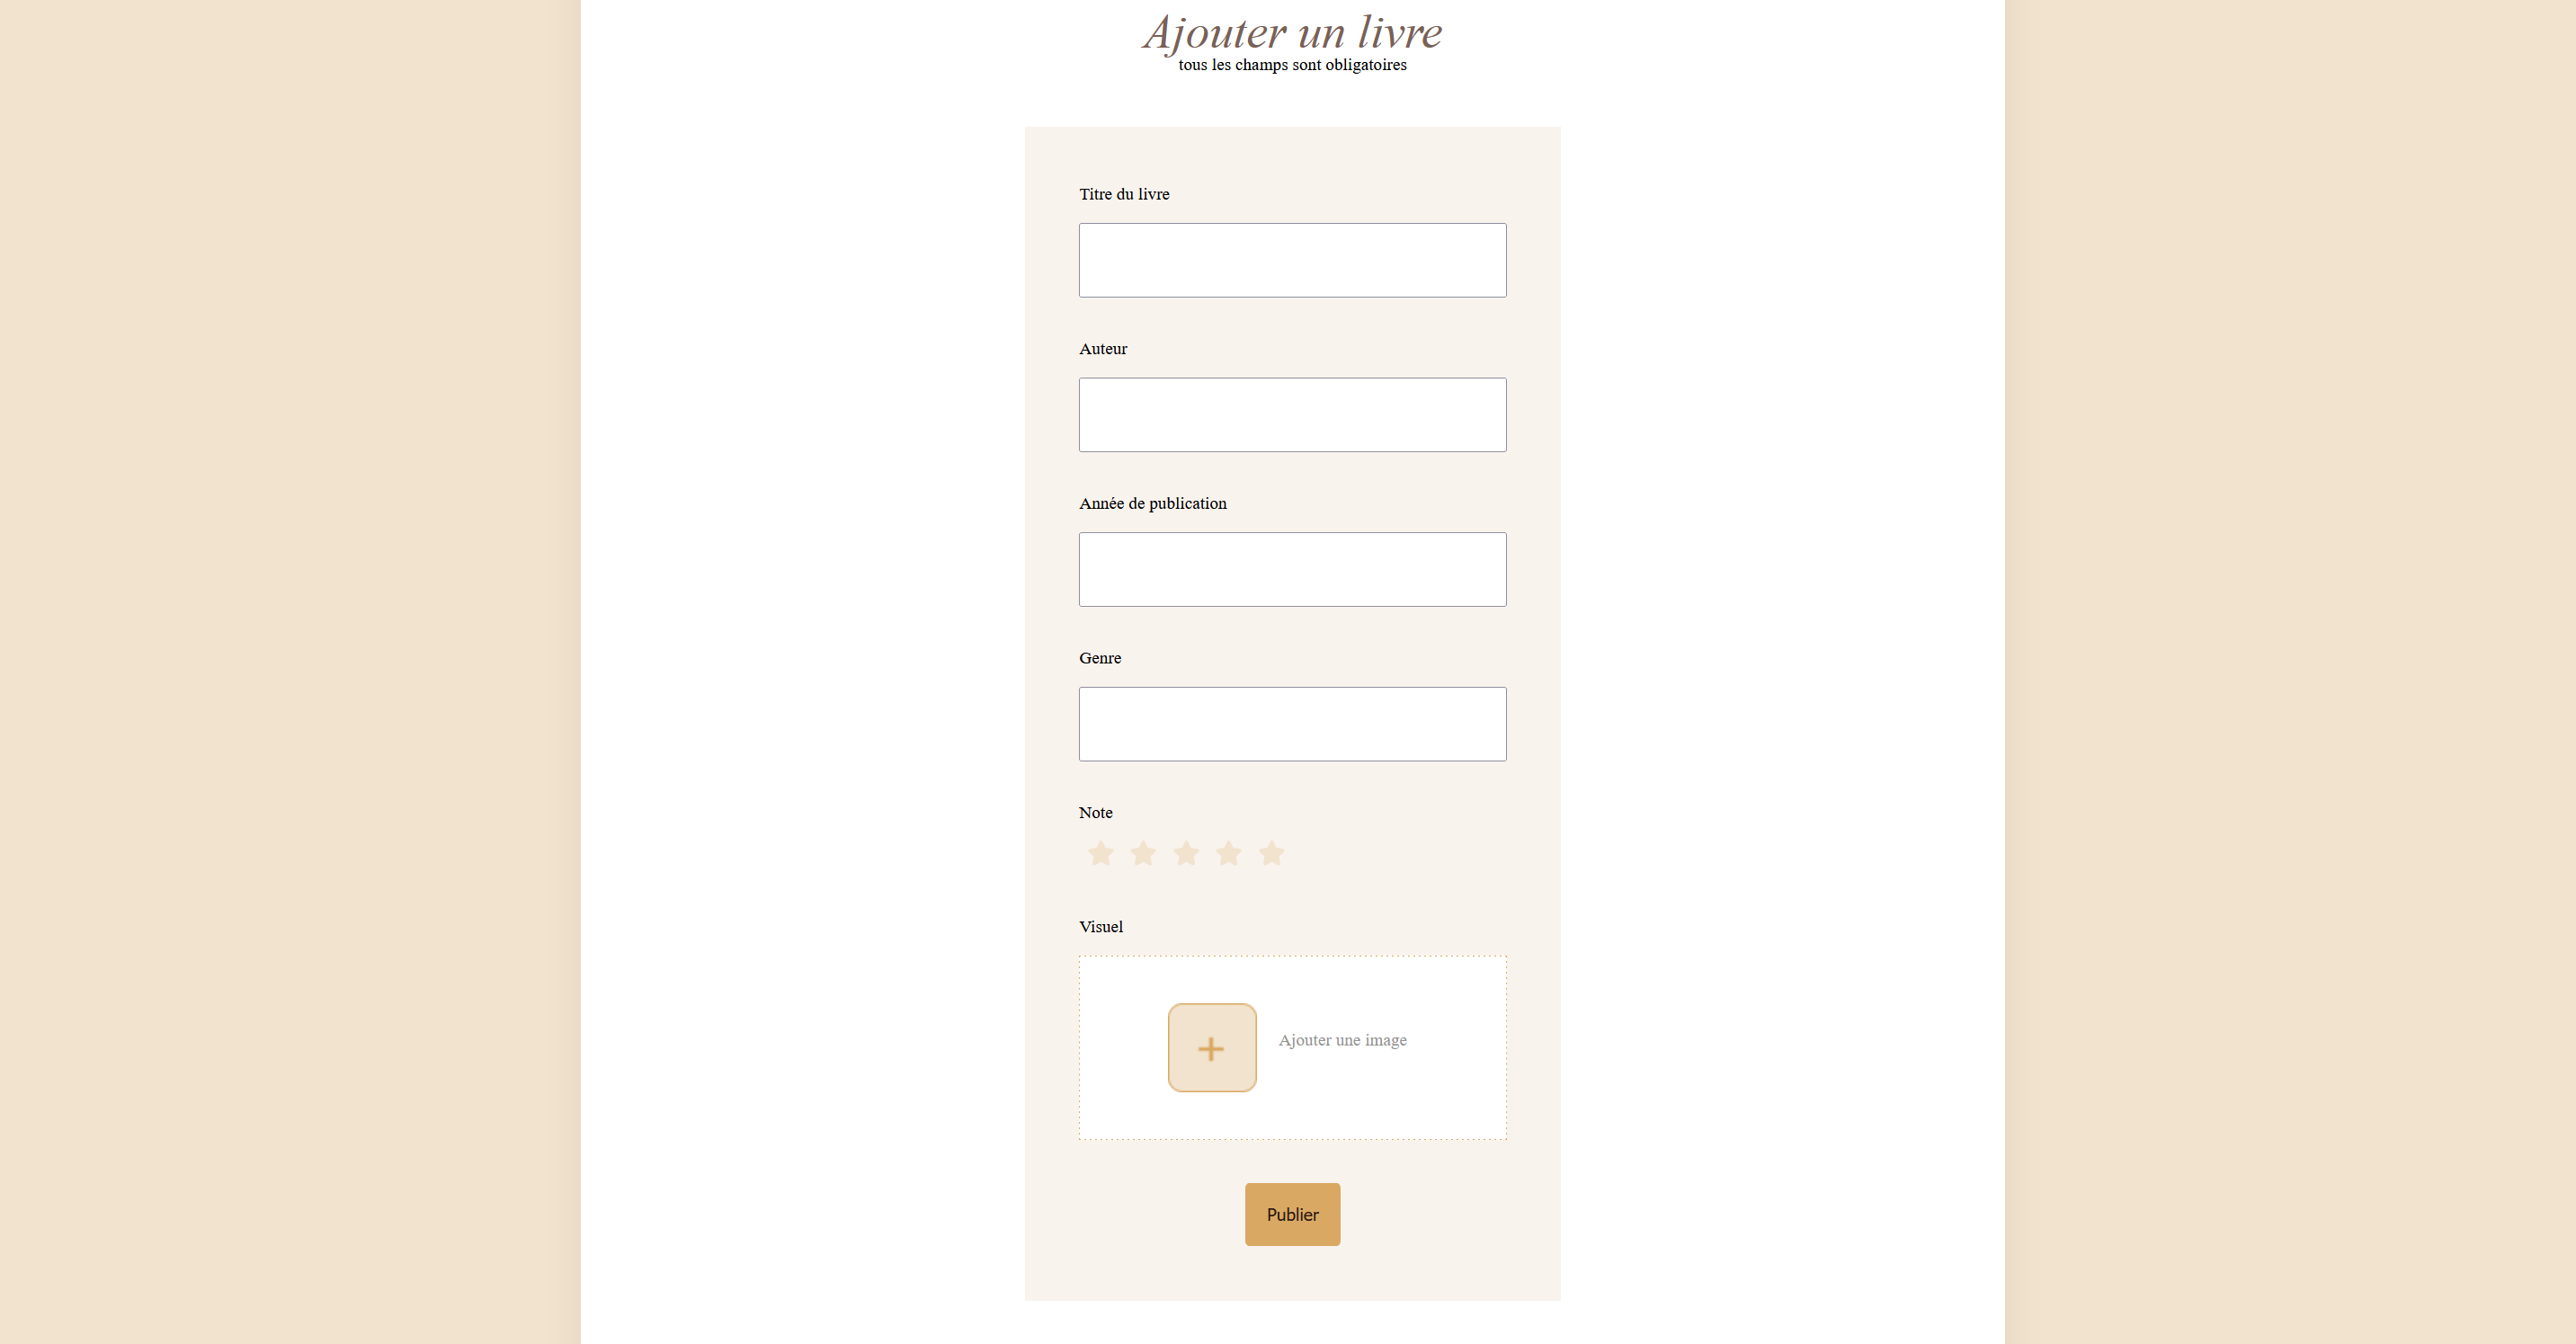 Ajouter un livre
tous les champs sont obligatoires
Titre du livre
Auteur
Année de publication
Genre
Note
Visuel
Ajouter une image
Publier